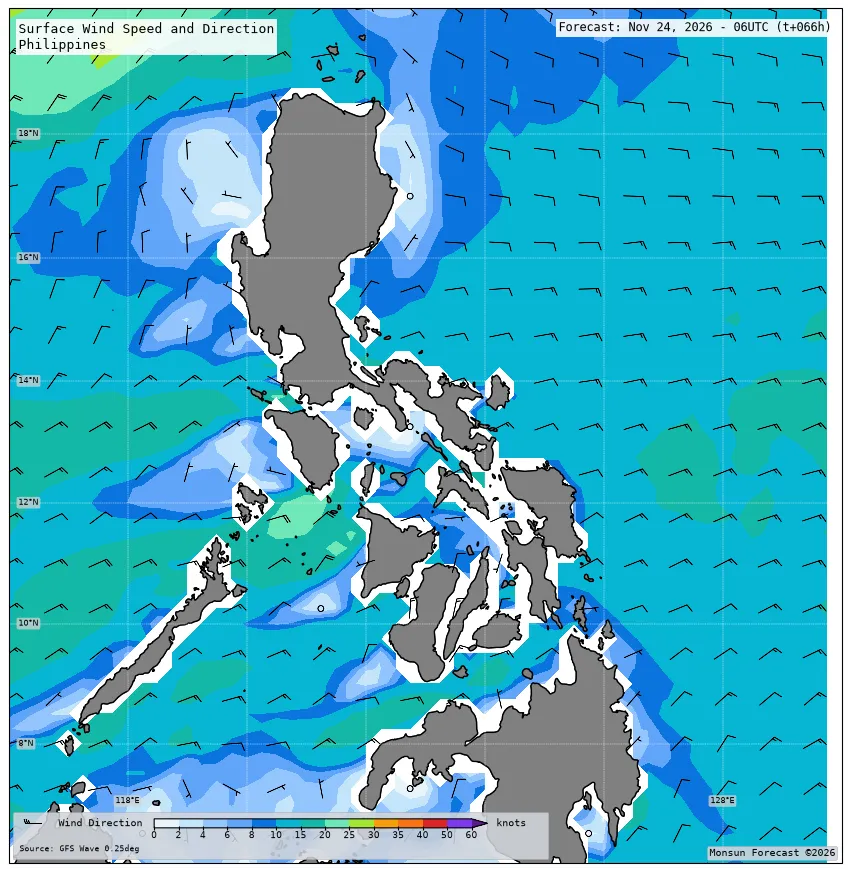 Surface Wind Speed and Direction
Philippines
Forecast: Nov 24, 2026 - 06UTC (t+066h)
18°N
16°N
14°N
12°N
10°N
8°N
118°E
128°E
Wind Direction
knots
0 2 4 6 8 10 15 20 25 30 35 40 50 60
Source: GFS Wave 0.25deg
Monsun Forecast ©2026